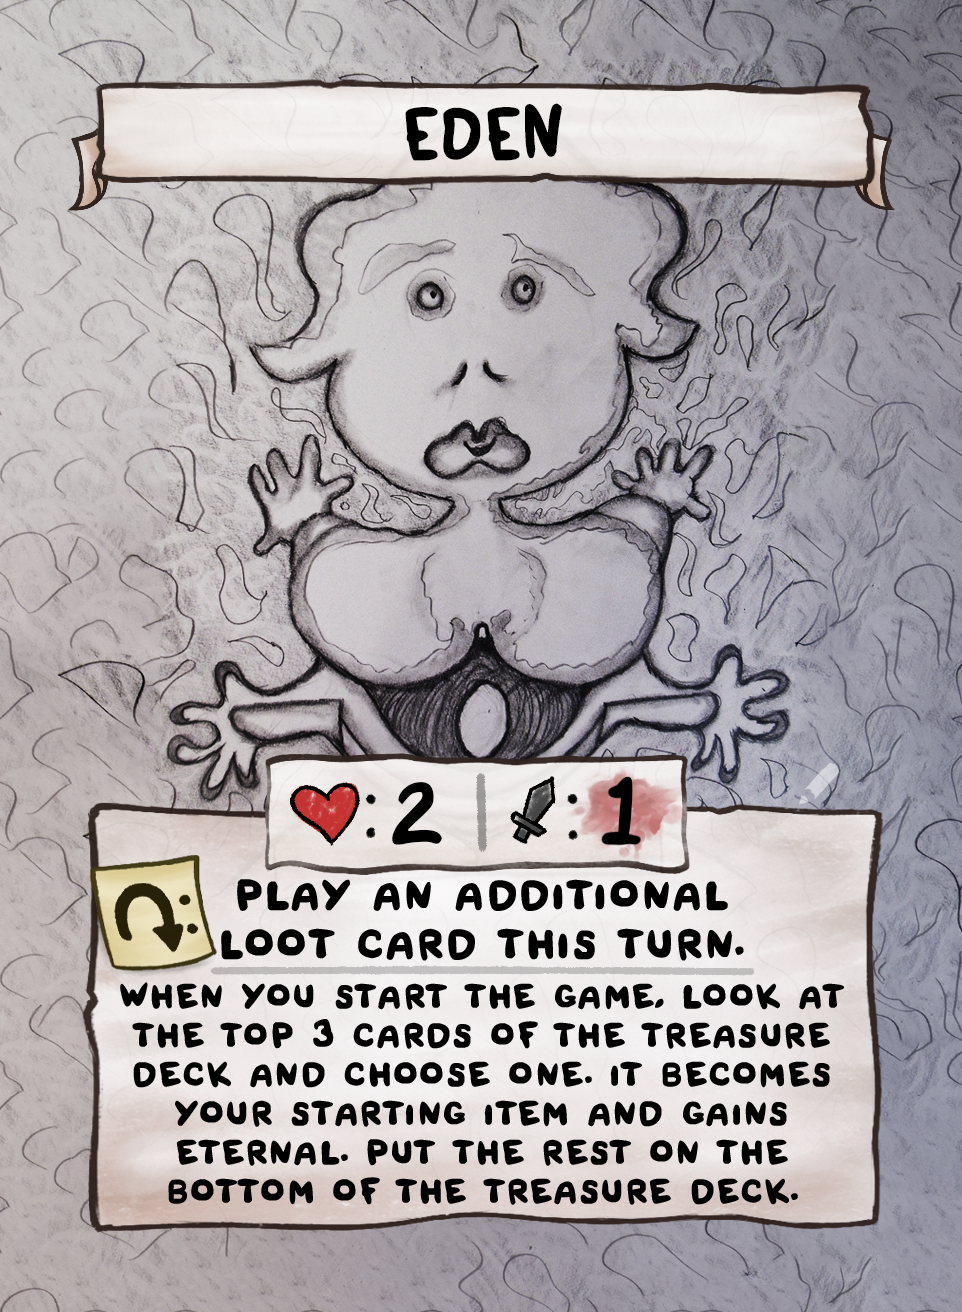 EDEN
:2 :1
PLAY AN ADDITIONAL
LOOT CARD THIS TURN.
WHEN YOU START THE GAME, LOOK AT
THE TOP 3 CARDS OF THE TREASURE
DECK AND CHOOSE ONE. IT BECOMES
YOUR STARTING ITEM AND GAINS
ETERNAL. PUT THE REST ON THE
BOTTOM OF THE TREASURE DECK.